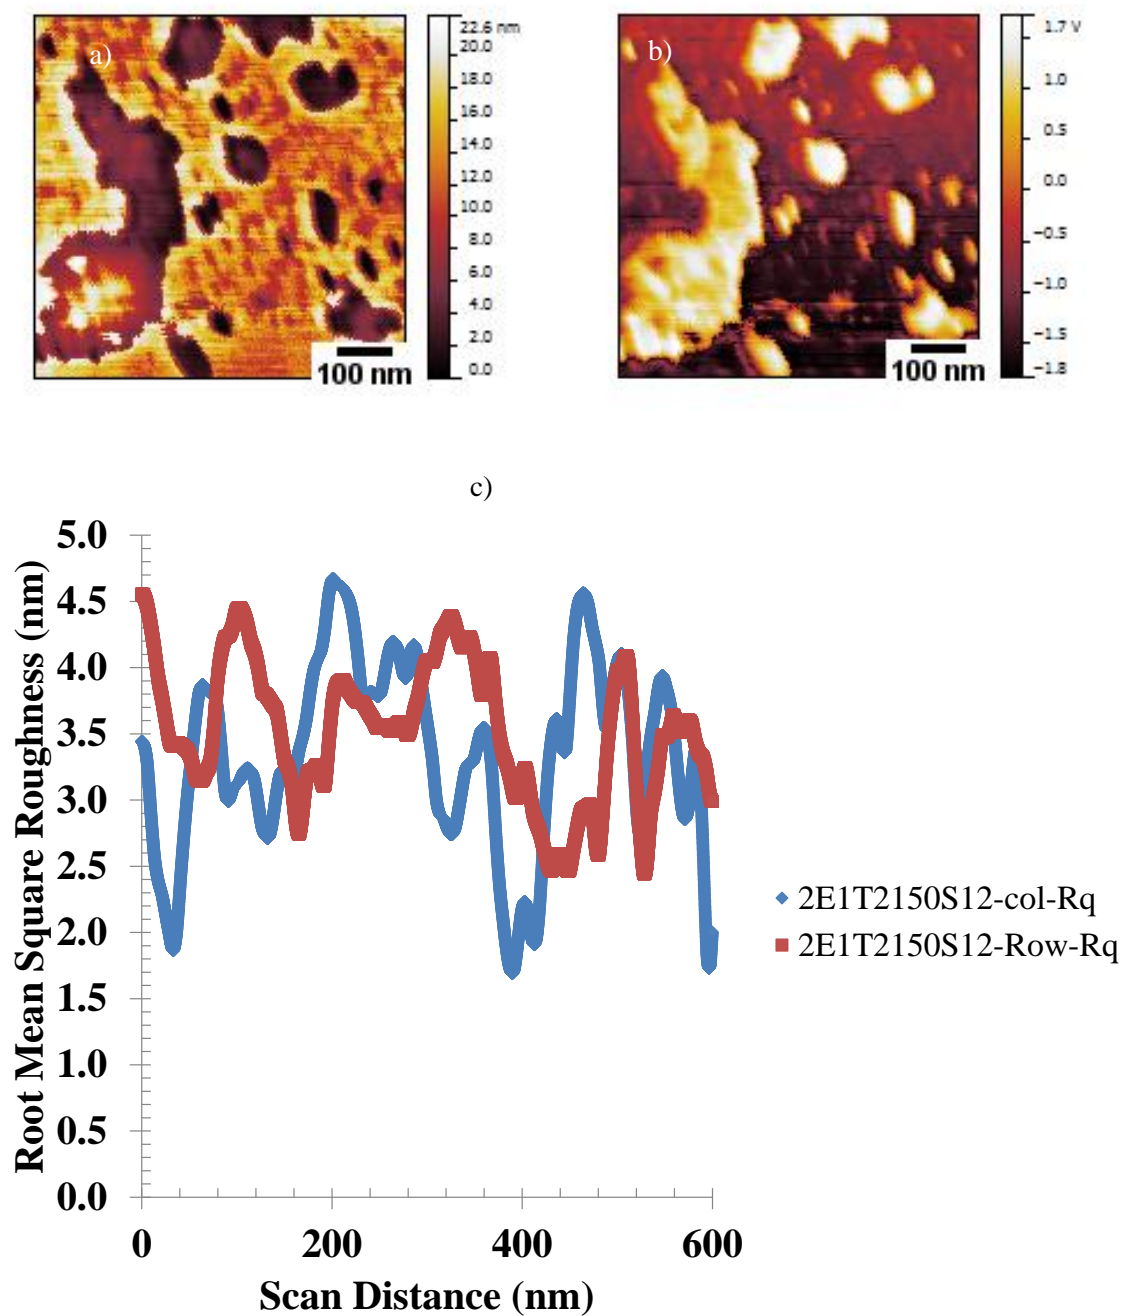 a)
22.6 nm
20.0
18.0
16.0
14.0
12.0
10.0
8.0
6.0
4.0
2.0
0.0
100 nm
b)
1.7 V
1.0
0.5
0.0
−0.5
−1.0
−1.5
−1.8
100 nm
c)
Root Mean Square Roughness (nm)
5.0
4.5
4.0
3.5
3.0
2.5
2.0
1.5
1.0
0.5
0.0
0 200 400 600
Scan Distance (nm)
2E1T2150S12-col-Rq
2E1T2150S12-Row-Rq